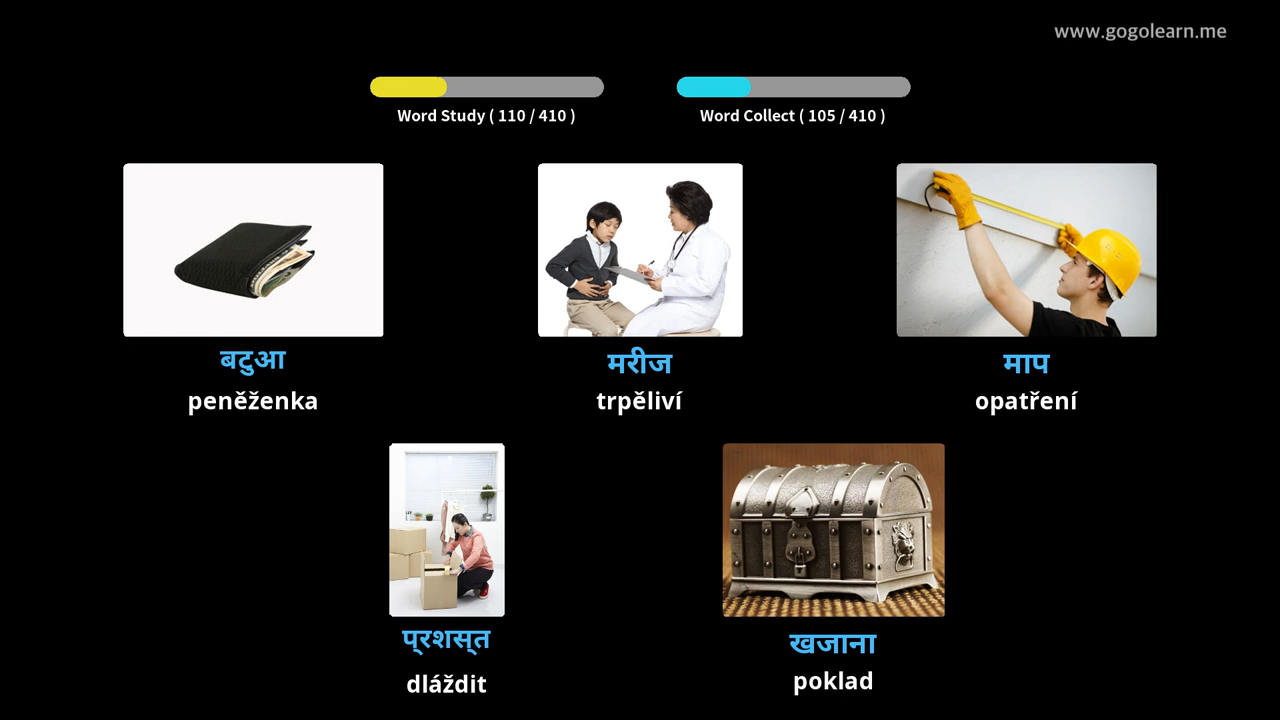 www.gogolearn.me
Word Study ( 110 / 410 )
Word Collect ( 105 / 410 )
बटुआ
peněženka
मरीज
trpěliví
माप
opatření
प्रशस्त
dláždit
खजाना
poklad